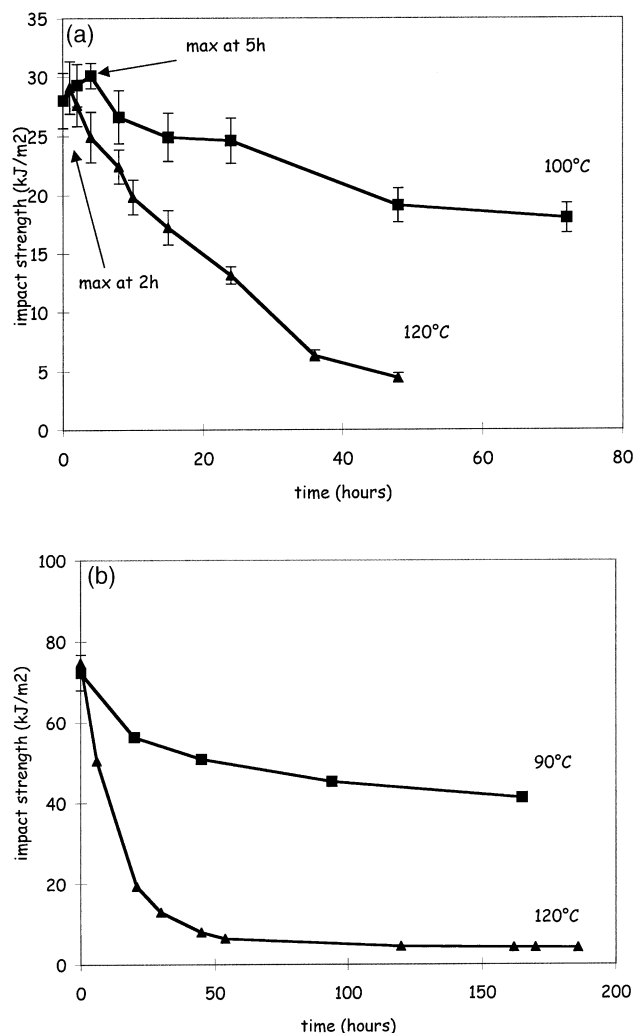 (a)
max at 5h
max at 2h
100°C
120°C
35
30
25
20
15
10
5
0
impact strength (kJ/m2)
0 20 40 60 80
time (hours)
(b)
90°C
120°C
100
80
60
40
20
0
impact strength (kJ/m2)
0 50 100 150 200
time (hours)